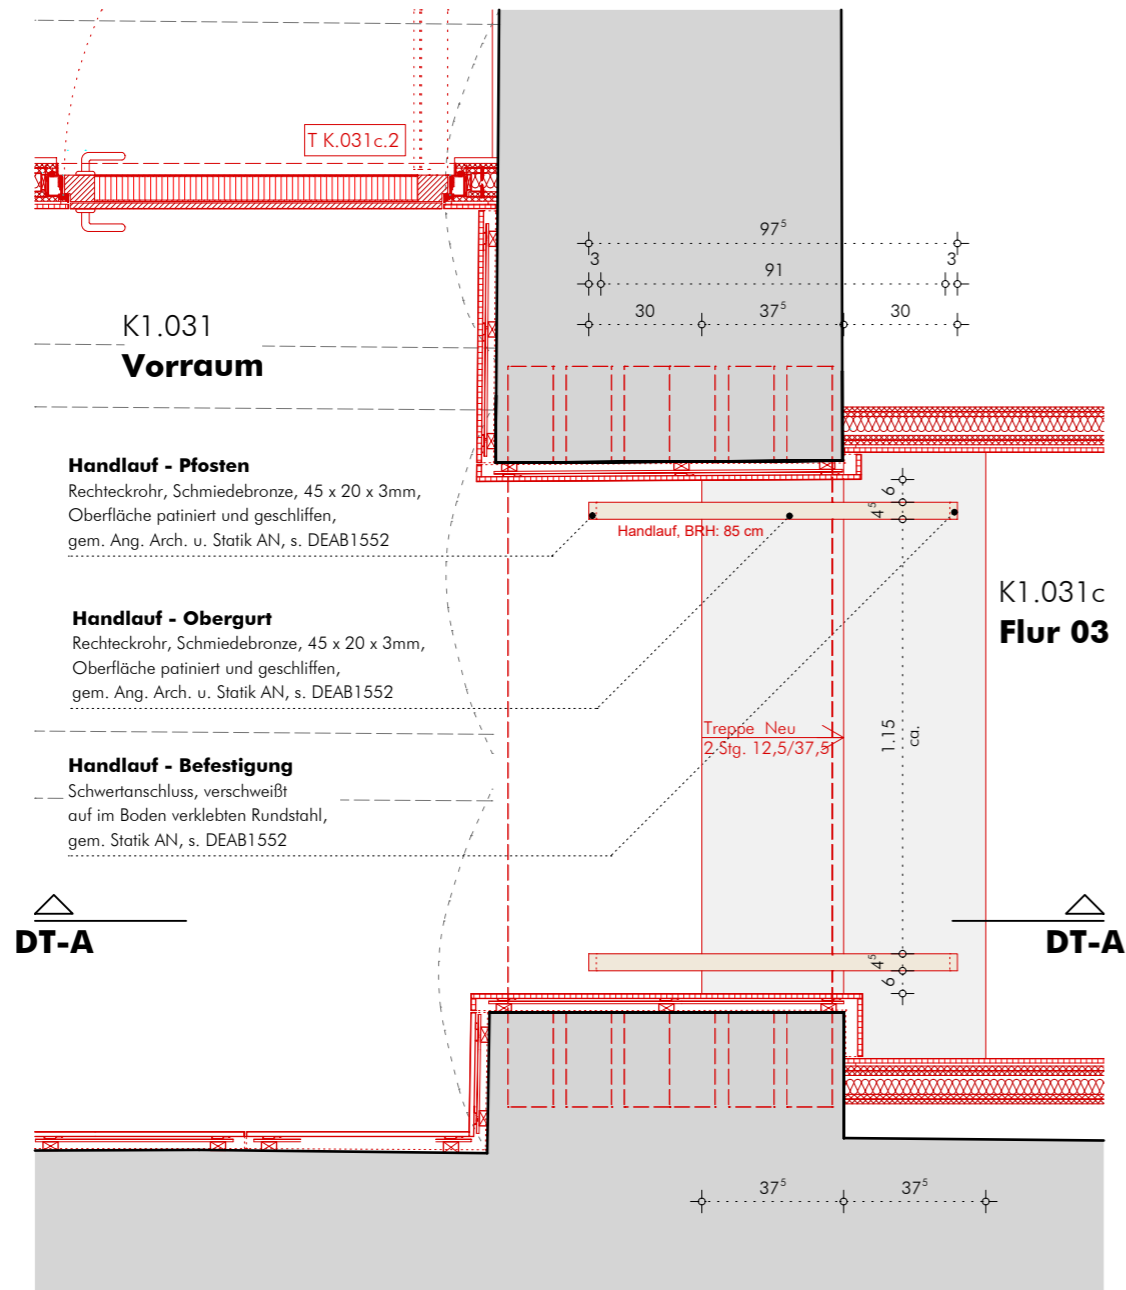 T K.031c.2
97⁵
3
91
3
30
37⁵
30
K1.031
Vorraum
Handlauf - Pfosten
Rechteckrohr, Schmiedebronze, 45 x 20 x 3mm,
Oberfläche patiniert und geschliffen,
gem. Ang. Arch. u. Statik AN, s. DEAB1552
6
4⁵
Handlauf, BRH: 85 cm
K1.031c
Flur 03
Handlauf - Obergurt
Rechteckrohr, Schmiedebronze, 45 x 20 x 3mm,
Oberfläche patiniert und geschliffen,
gem. Ang. Arch. u. Statik AN, s. DEAB1552
Treppe Neu
2-Stg. 12,5/37,5
1.15
ca.
Handlauf - Befestigung
Schwertanschluss, verschweißt
auf im Boden verklebten Rundstahl,
gem. Statik AN, s. DEAB1552
DT-A
DT-A
4⁵
6
37⁵
37⁵